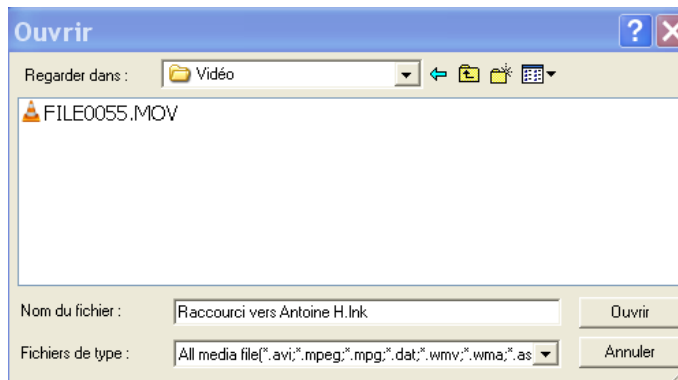 Ouvrir
Regarder dans : Vidéo
FILE0055.MOV
Nom du fichier : Raccourci vers Antoine H.lnk Ouvrir
Fichiers de type : All media file(*.avi;*.mpeg;*.mpg;*.dat;*.wmv;*.wma;*.as Annuler